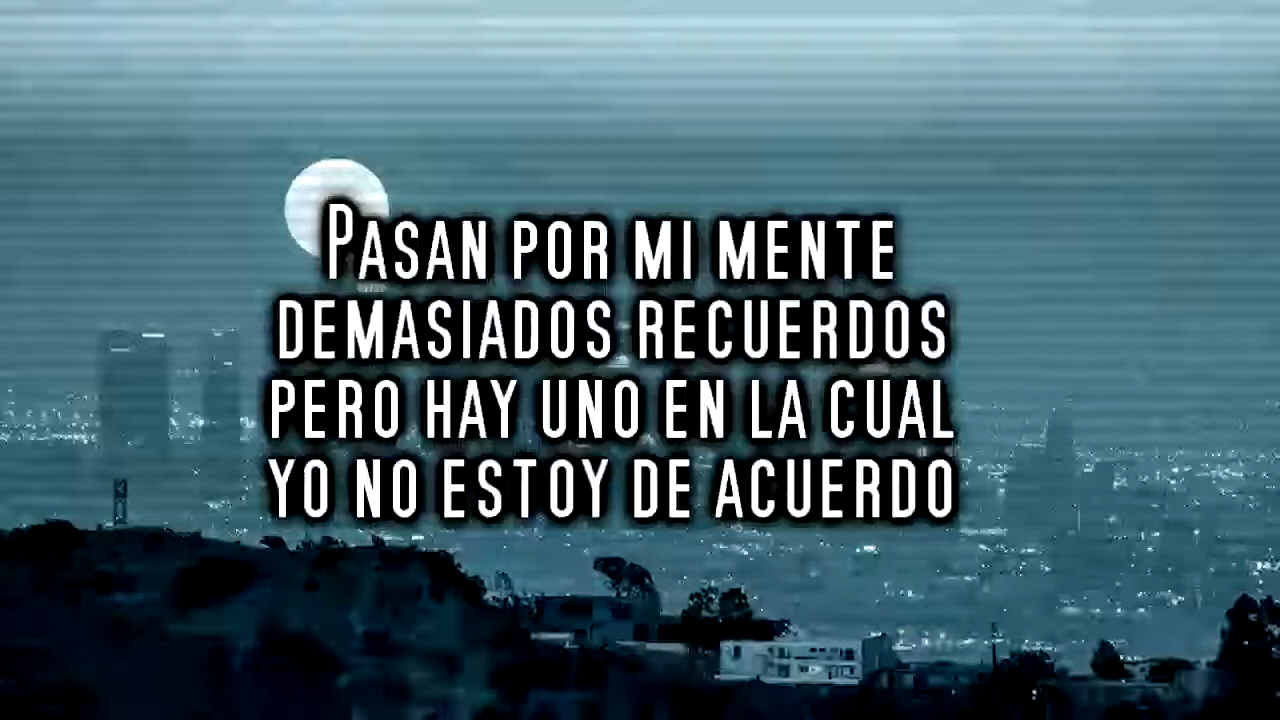 PASAN POR MI MENTE
DEMASIADOS RECUERDOS
PERO HAY UNO EN LA CUAL
YO NO ESTOY DE ACUERDO